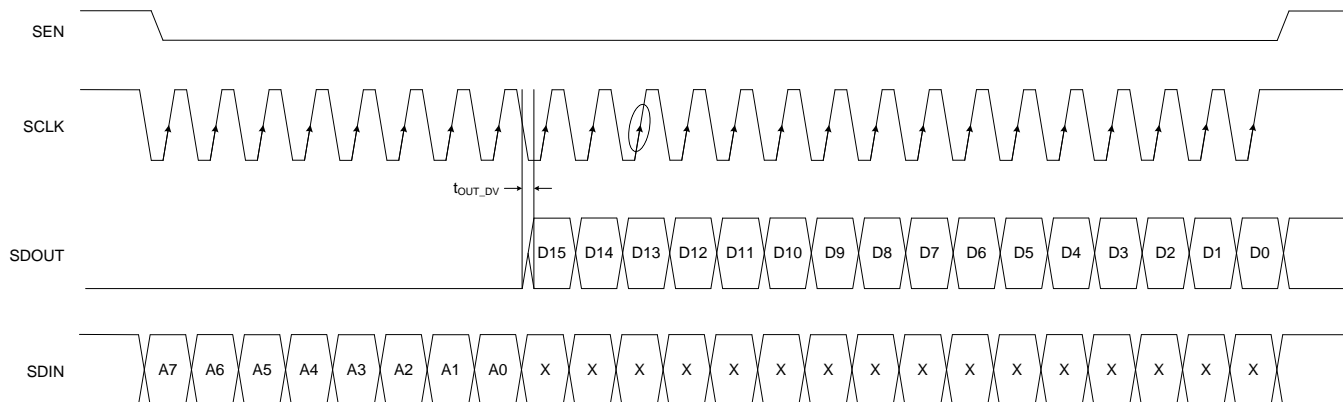 SEN
SCLK
tOUT_DV
SDOUT D15 D14 D13 D12 D11 D10 D9 D8 D7 D6 D5 D4 D3 D2 D1 D0
SDIN A7 A6 A5 A4 A3 A2 A1 A0 X X X X X X X X X X X X X X X X